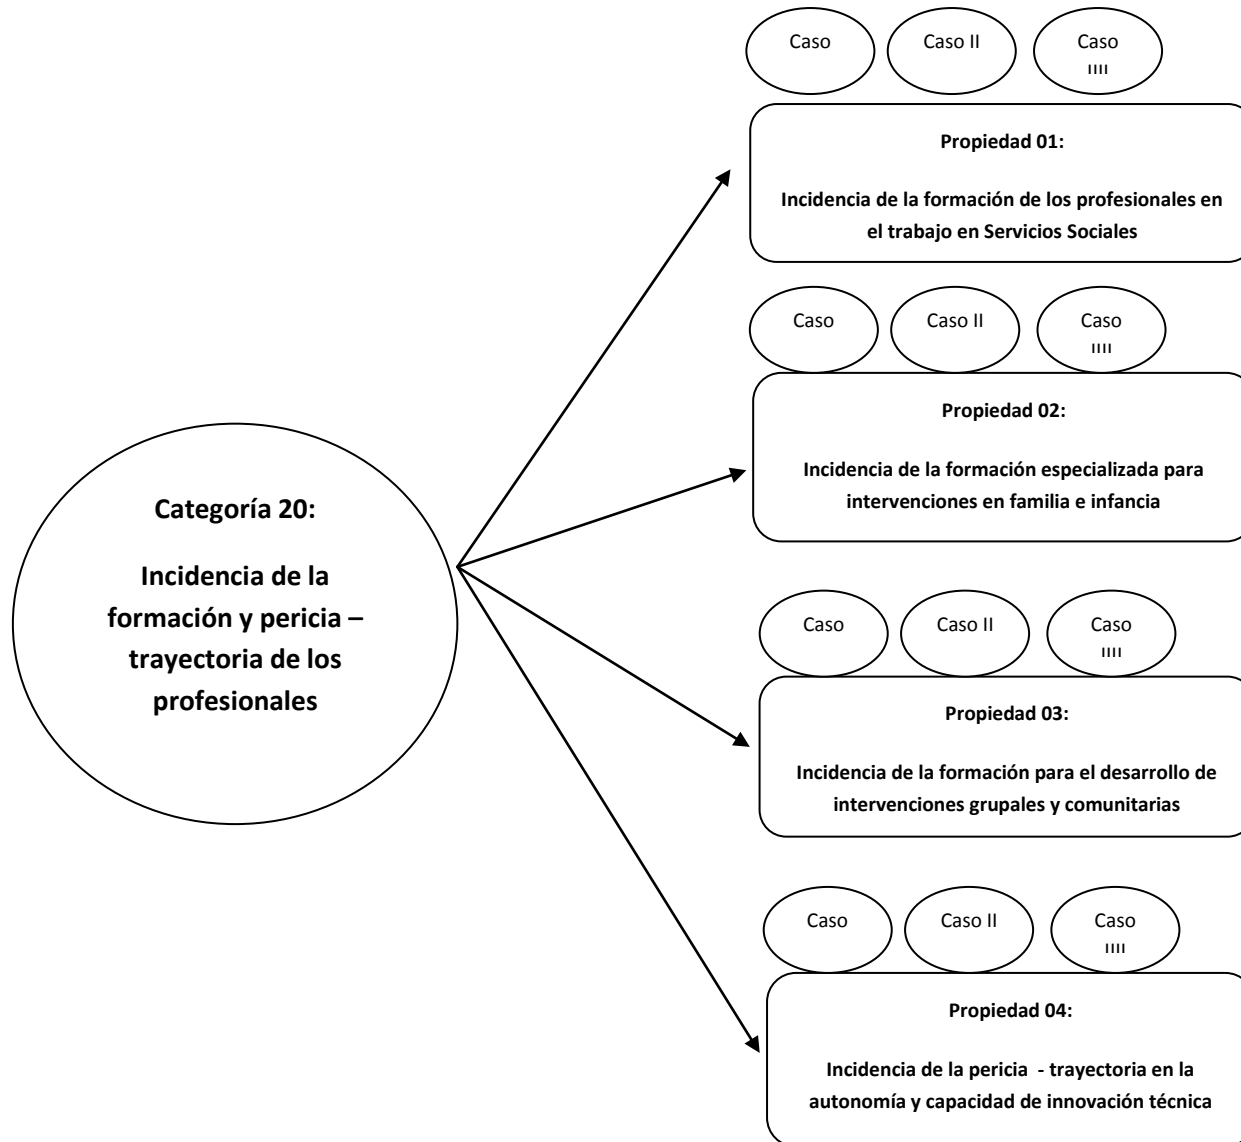 Caso
Caso II
Caso
IIII
Propiedad 01:
Incidencia de la formación de los profesionales en
el trabajo en Servicios Sociales
Caso
Caso II
Caso
IIII
Propiedad 02:
Incidencia de la formación especializada para
intervenciones en familia e infancia
Categoría 20:
Incidencia de la
formación y pericia –
trayectoria de los
profesionales
Caso
Caso II
Caso
IIII
Propiedad 03:
Incidencia de la formación para el desarrollo de
intervenciones grupales y comunitarias
Caso
Caso II
Caso
IIII
Propiedad 04:
Incidencia de la pericia - trayectoria en la
autonomía y capacidad de innovación técnica